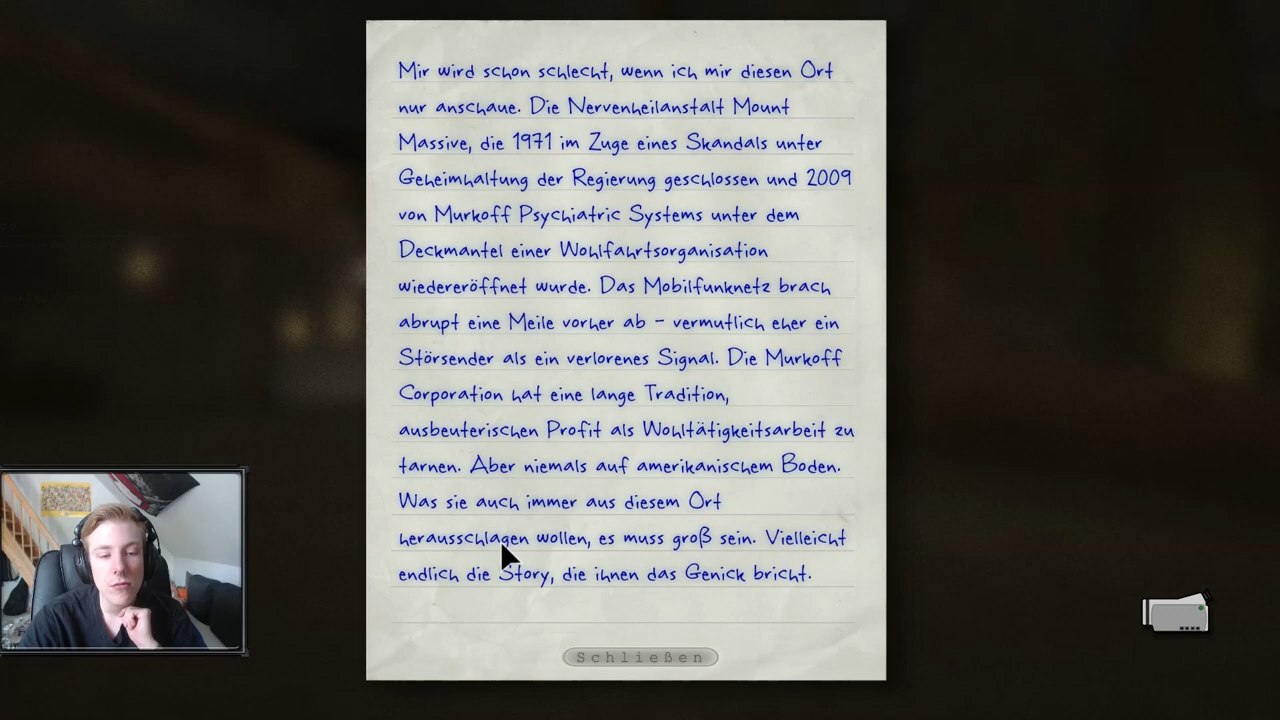 Mir wird schon schlecht, wenn ich mir diesen Ort
nur anschaue. Die Nervenheilanstalt Mount
Massive, die 1971 im Zuge eines Skandals unter
Geheimhaltung der Regierung geschlossen und 2009
von Murkoff Psychiatric Systems unter dem
Deckmantel einer Wohlfahrtsorganisation
wiedereröffnet wurde. Das Mobilfunknetz brach
abrupt eine Meile vorher ab - vermutlich eher ein
Störsender als ein verlorenes Signal. Die Murkoff
Corporation hat eine lange Tradition,
ausbeuterischen Profit als Wohltätigkeitsarbeit zu
tarnen. Aber niemals auf amerikanischem Boden.
Was sie auch immer aus diesem Ort
herausschlagen wollen, es muss groß sein. Vielleicht
endlich die Story, die ihnen das Genick bricht.
Schließen